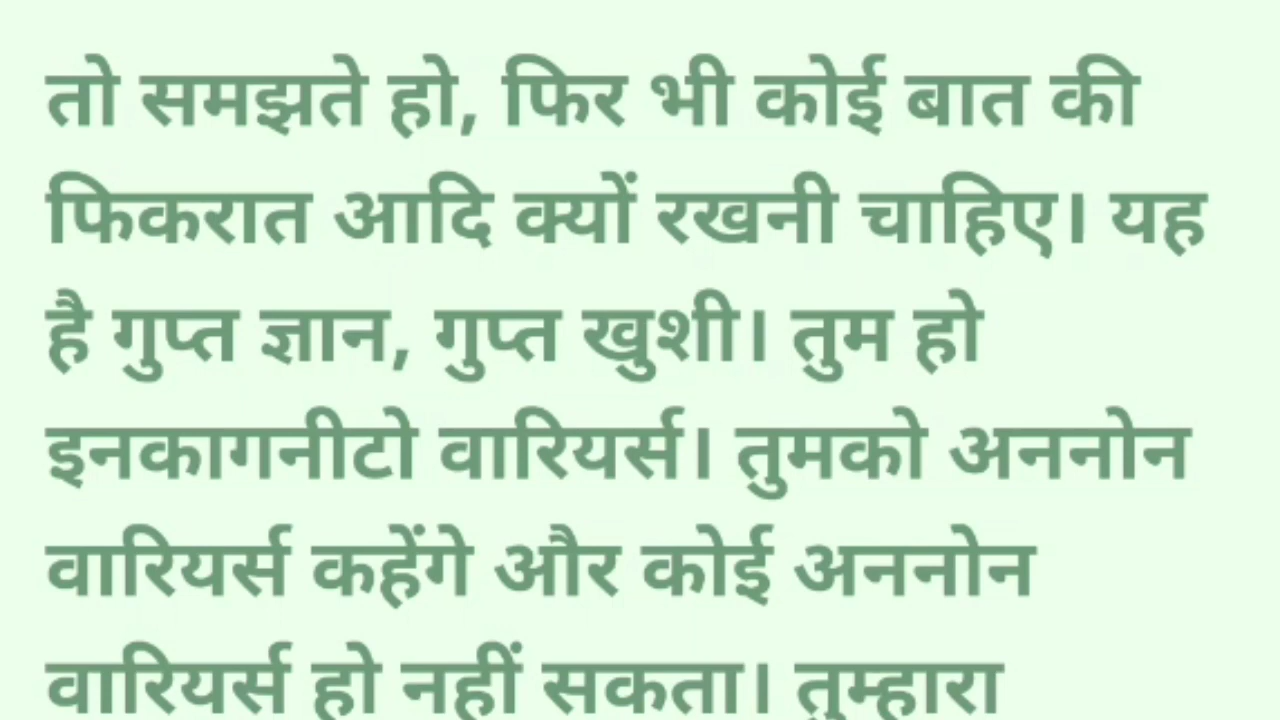 तो समझते हो, फिर भी कोई बात की
फिकरात आदि क्यों रखनी चाहिए। यह
है गुप्त ज्ञान, गुप्त खुशी। तुम हो
इनकागनीटो वारियर्स। तुमको अननोन
वारियर्स कहेंगे और कोई अननोन
वारियर्स हो नहीं सकता। तुम्हारा